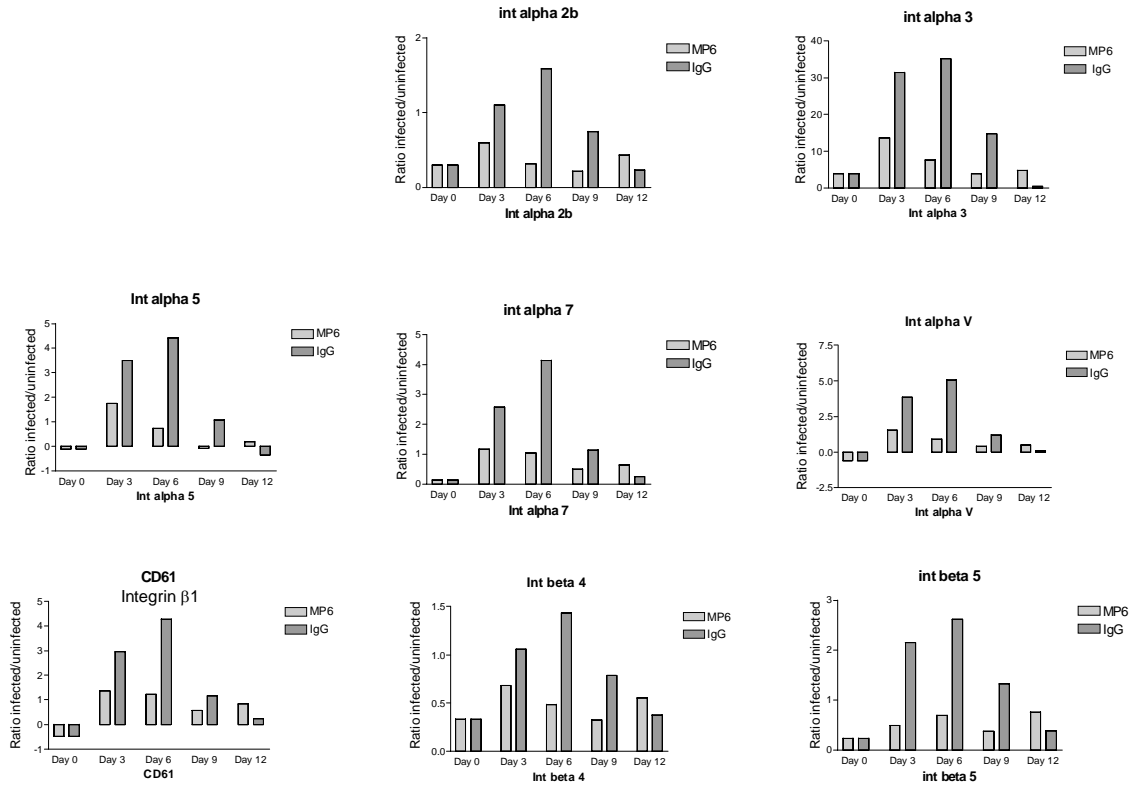 int alpha 2b
2
1
0
Ratio infected/uninfected
Day 0 Day 3 Day 6 Day 9 Day 12
Int alpha 2b
MP6
IgG
int alpha 3
40
30
20
10
0
Ratio infected/uninfected
Day 0 Day 3 Day 6 Day 9 Day 12
Int alpha 3
MP6
IgG
Int alpha 5
5
4
3
2
1
0
-1
Ratio infected/uninfected
Day 0 Day 3 Day 6 Day 9 Day 12
Int alpha 5
MP6
IgG
int alpha 7
5
4
3
2
1
0
Ratio infected/uninfected
Day 0 Day 3 Day 6 Day 9 Day 12
Int alpha 7
MP6
IgG
Int alpha V
7.5
5.0
2.5
0.0
-2.5
Ratio infected/uninfected
Day 0 Day 3 Day 6 Day 9 Day 12
Int alpha V
MP6
IgG
CD61
Integrin β1
5
4
3
2
1
0
-1
Ratio infected/uninfected
Day 0 Day 3 Day 6 Day 9 Day 12
CD61
MP6
IgG
Int beta 4
1.5
1.0
0.5
0.0
Ratio infected/uninfected
Day 0 Day 3 Day 6 Day 9 Day 12
Int beta 4
MP6
IgG
int beta 5
3
2
1
0
Ratio infected/uninfected
Day 0 Day 3 Day 6 Day 9 Day 12
int beta 5
MP6
IgG